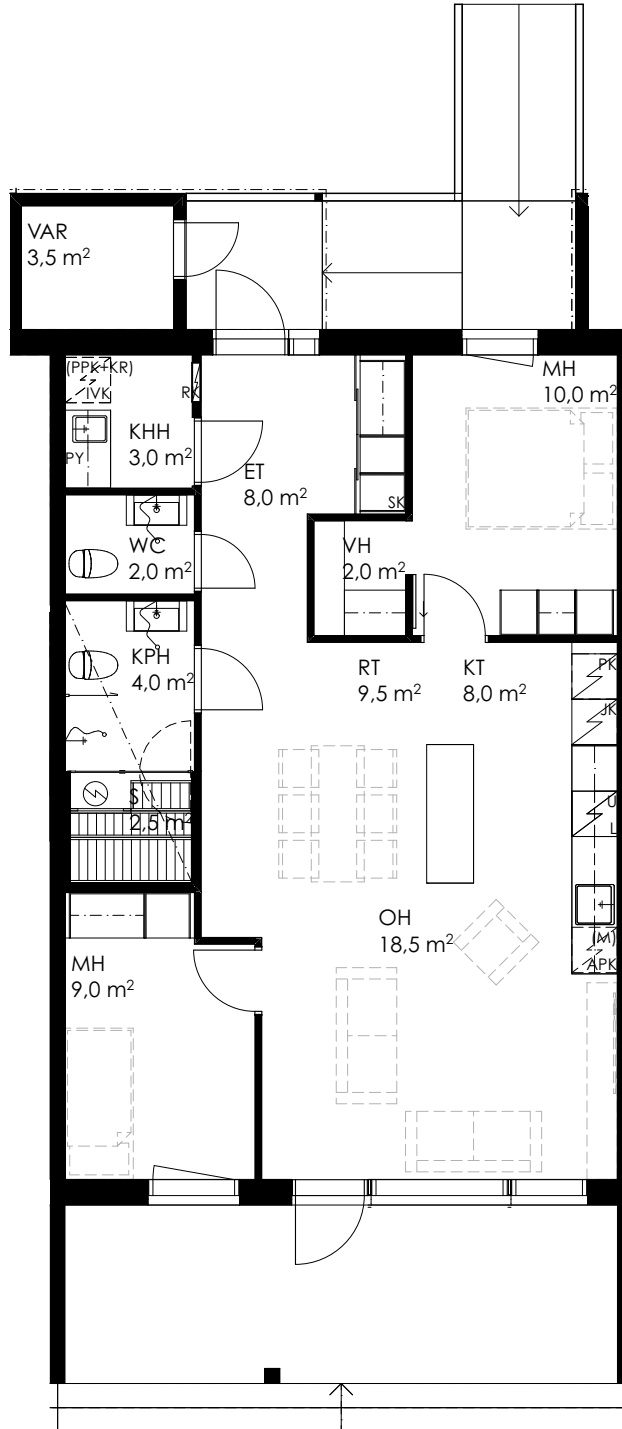 VAR
3,5 m²
(PPK+KR)
IVK
RK
MH
10,0 m²
KHH
3,0 m²
PY
ET
8,0 m²
SK
WC
2,0 m²
VH
2,0 m²
KPH
4,0 m²
RT
9,5 m²
KT
8,0 m²
PK
JK
S
2,5 m²
U
L
OH
18,5 m²
(M)
APK
MH
9,0 m²